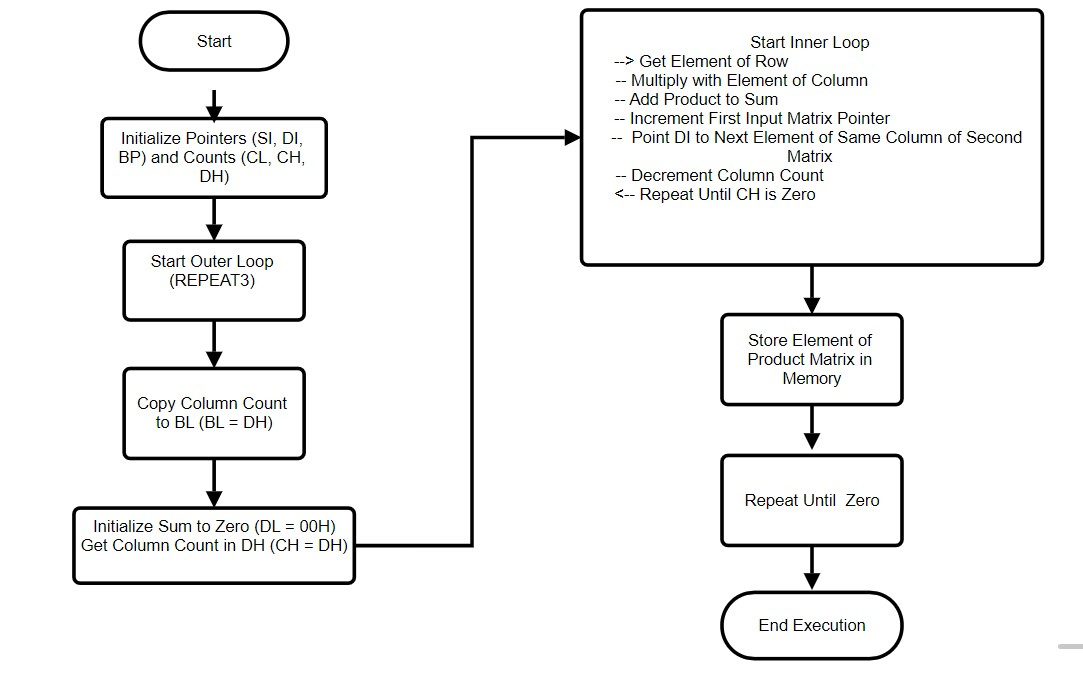 Start
Initialize Pointers (SI, DI,
BP) and Counts (CL, CH,
DH)
Start Outer Loop
(REPEAT3)
Copy Column Count
to BL (BL = DH)
Initialize Sum to Zero (DL = 00H)
Get Column Count in DH (CH = DH)
Start Inner Loop
--> Get Element of Row
-- Multiply with Element of Column
-- Add Product to Sum
-- Increment First Input Matrix Pointer
-- Point DI to Next Element of Same Column of Second
Matrix
-- Decrement Column Count
<-- Repeat Until CH is Zero
Store Element of
Product Matrix in
Memory
Repeat Until Zero
End Execution